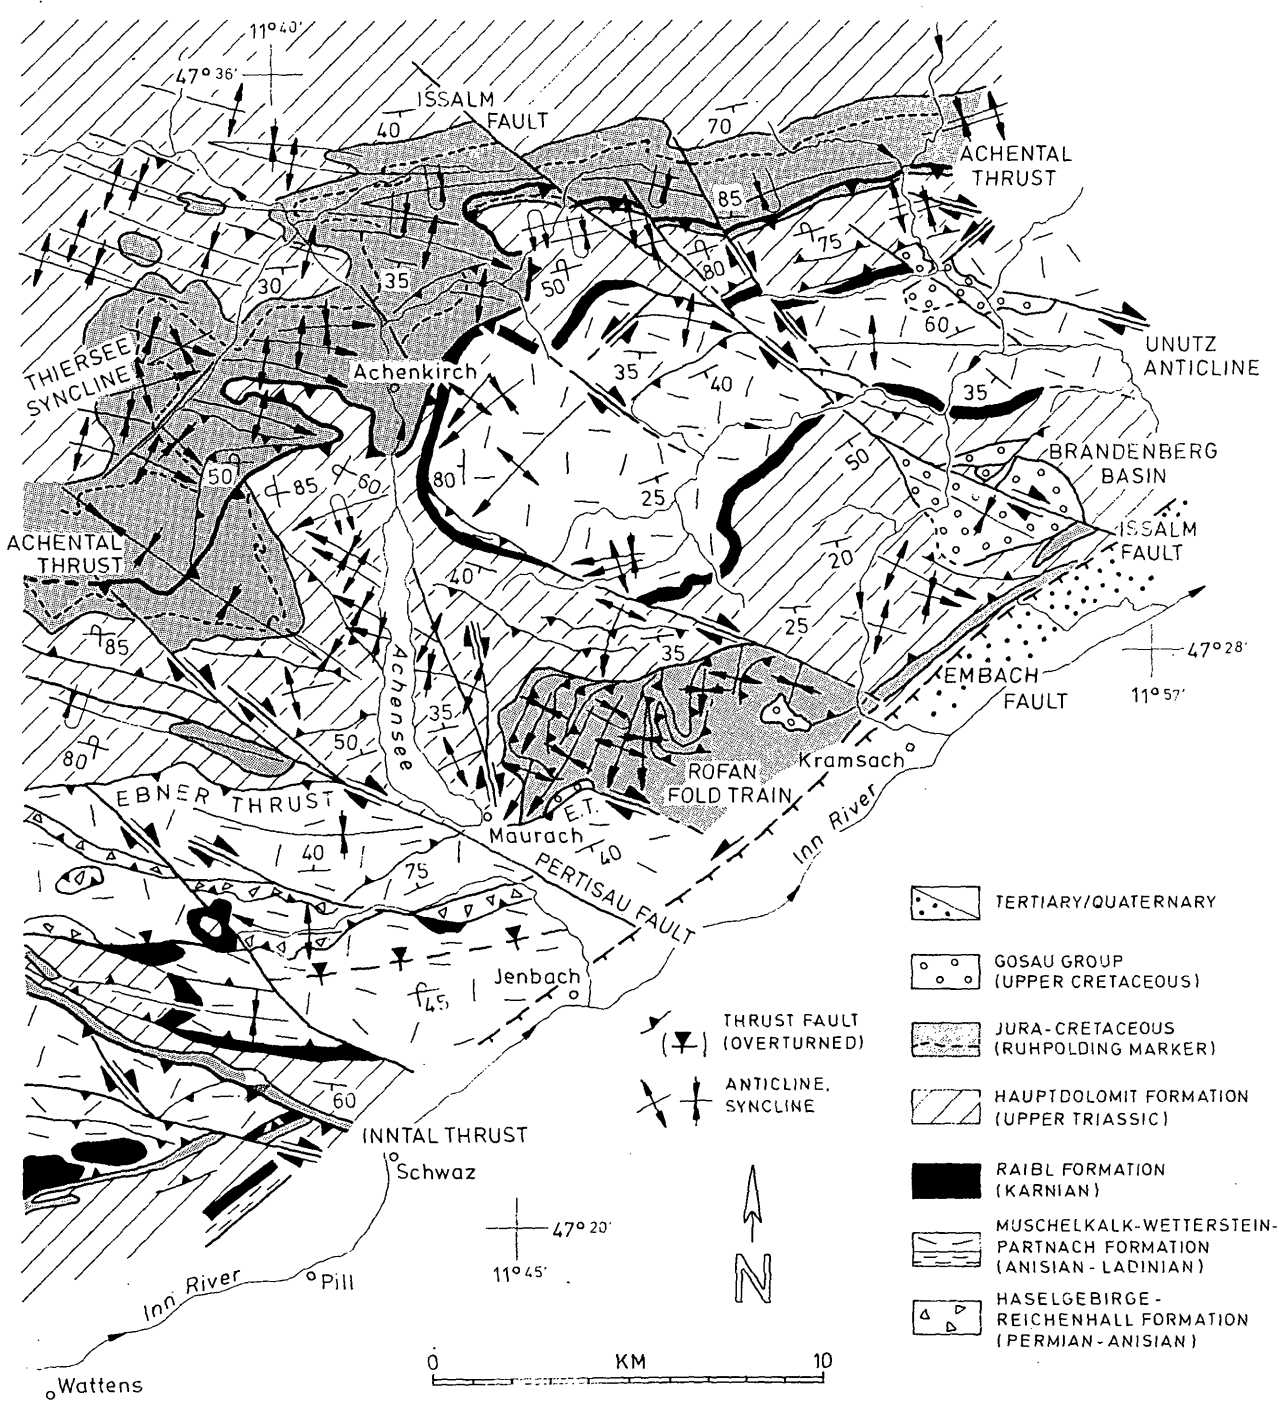 11°40'
47°36'
ISSALM
FAULT
40
70
ACHENTAL
THRUST
85
75
80
50
30
35
60
UNUTZ
ANTICLINE
THIERSEE
SYNCLINE
Achenkirch
35
40
35
BRANDENBERG
BASIN
50
50
85
60
80
25
ISSALM
FAULT
ACHENTAL
THRUST
20
40
25
85
35
47°28'
11°57'
EMBACH
FAULT
Achensee
35
50
80
Kramsach
ROFAN
FOLD TRAIN
EBNER THRUST
E.T.
Maurach
Inn River
40
40
75
PERTISAU FAULT
Jenbach
45
60
INNTAL THRUST
Schwaz
47°20'
11°45'
Pill
Inn River
Wattens
N
0 KM 10
THRUST FAULT
(OVERTURNED)
ANTICLINE,
SYNCLINE
TERTIARY/QUATERNARY
GOSAU GROUP
(UPPER CRETACEOUS)
JURA-CRETACEOUS
(RUHPOLDING MARKER)
HAUPTDOLOMIT FORMATION
(UPPER TRIASSIC)
RAIBL FORMATION
(KARNIAN)
MUSCHELKALK-WETTERSTEIN-
PARTNACH FORMATION
(ANISIAN-LADINIAN)
HASELGEBIRGE-
REICHENHALL FORMATION
(PERMIAN-ANISIAN)